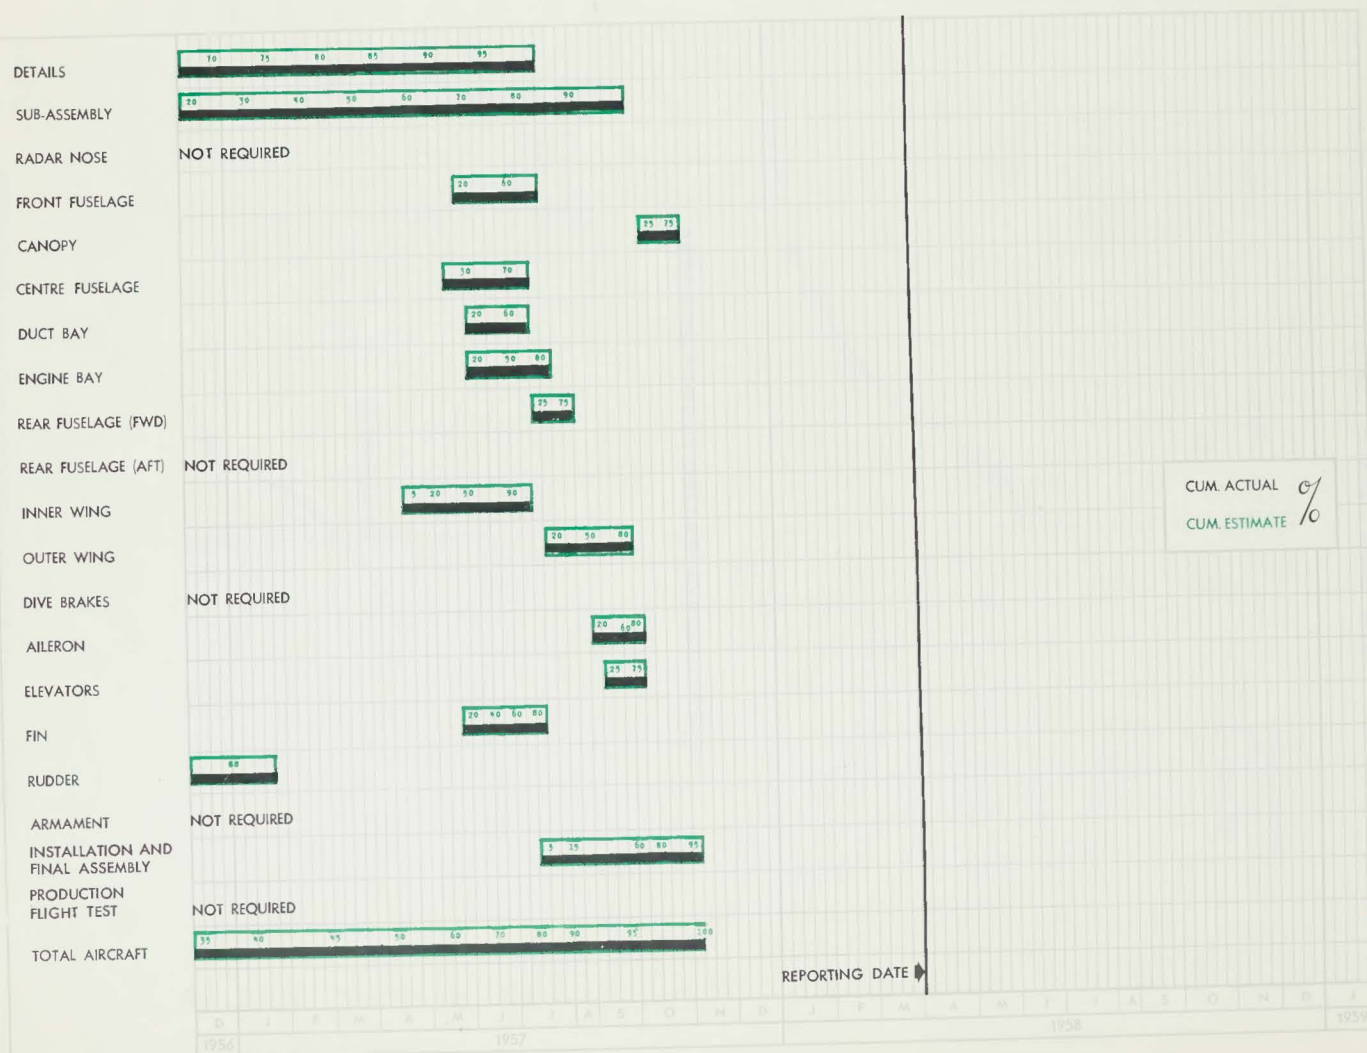 DETAILS 70 75 80 85 90 95
SUB-ASSEMBLY 20 30 40 50 60 70 80 90
RADAR NOSE NOT REQUIRED
FRONT FUSELAGE 20 60
CANOPY 25 75
CENTRE FUSELAGE 30 70
DUCT BAY 20 60
ENGINE BAY 20 50 80
REAR FUSELAGE (FWD) 25 75
REAR FUSELAGE (AFT) NOT REQUIRED
CUM. ACTUAL %
CUM. ESTIMATE
INNER WING 5 20 50 90
OUTER WING 20 50 80
DIVE BRAKES NOT REQUIRED
AILERON 20 60 80
ELEVATORS 25 75
FIN 20 40 60 80
RUDDER 80
ARMAMENT NOT REQUIRED
INSTALLATION AND
FINAL ASSEMBLY 5 25 60 80 95
PRODUCTION
FLIGHT TEST NOT REQUIRED
TOTAL AIRCRAFT 35 40 45 50 60 70 80 90 95 100
REPORTING DATE
D J F M A M J J A S O N D J F M A M J J A S O N D J
1956 1957 1958 1959